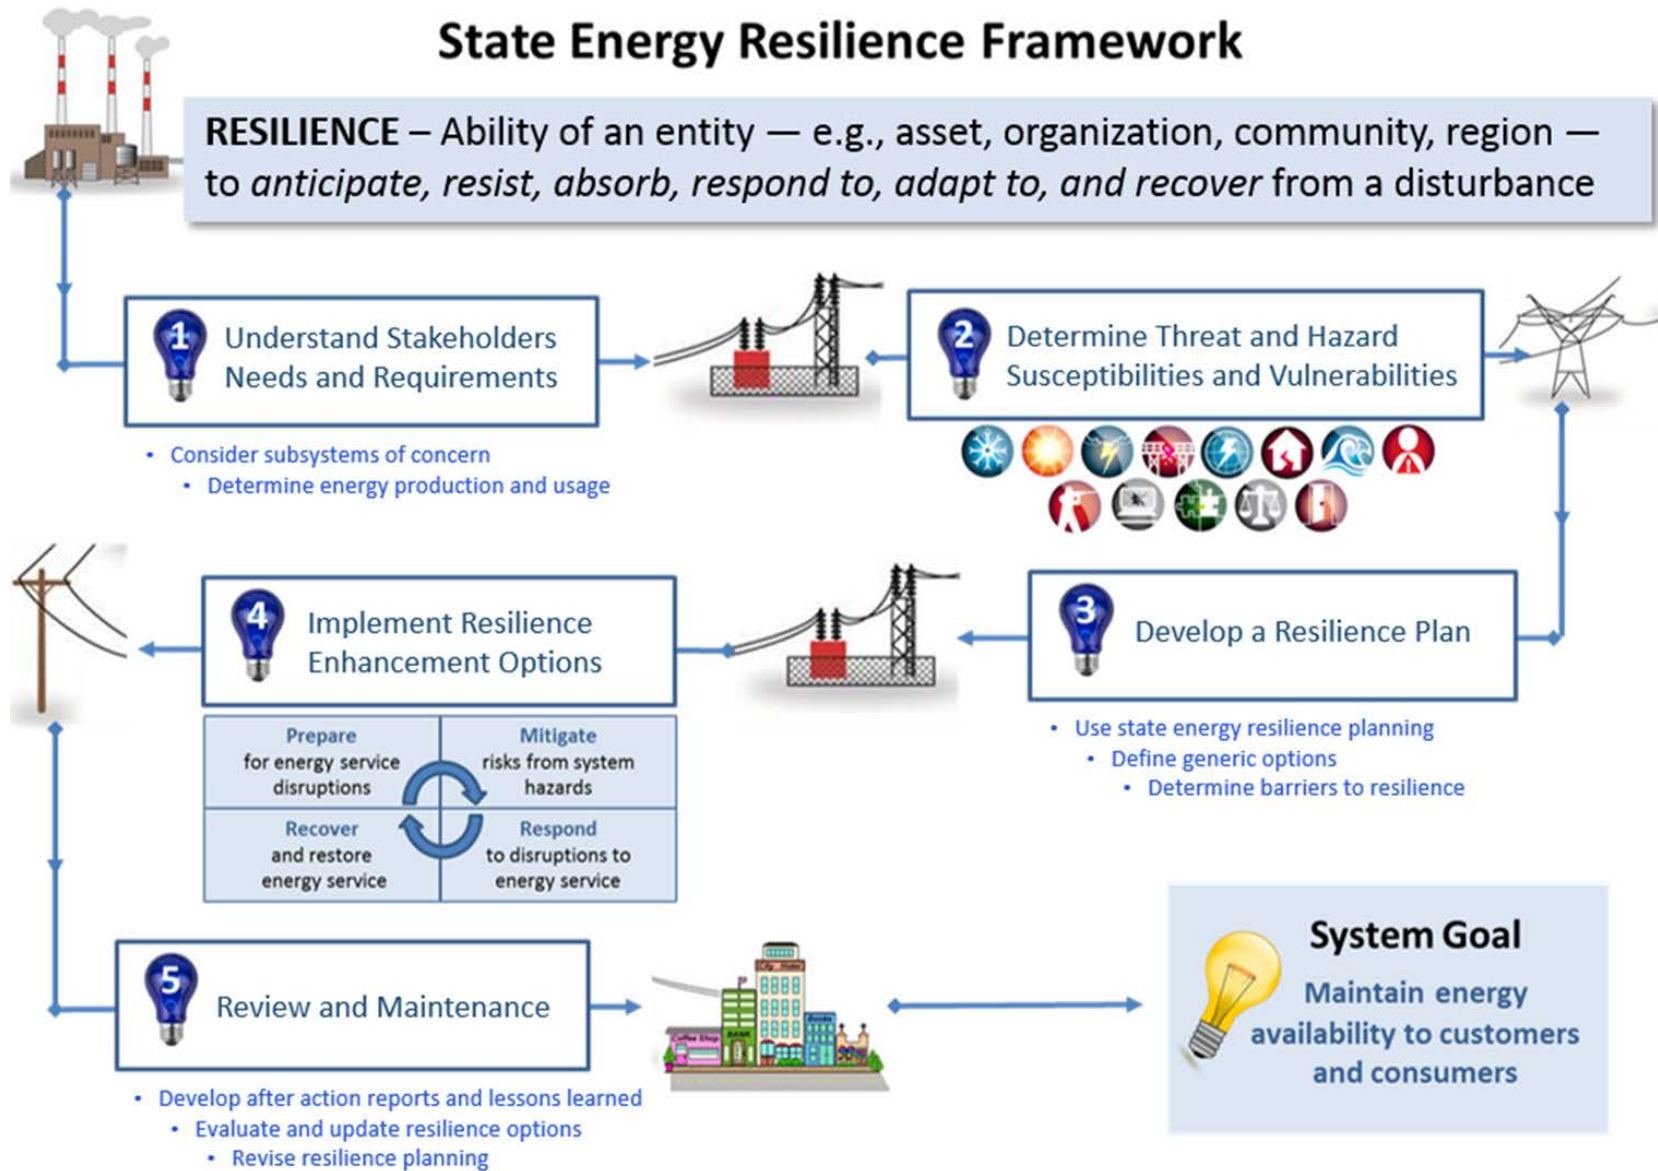 State Energy Resilience Framework
RESILIENCE – Ability of an entity — e.g., asset, organization, community, region —
to anticipate, resist, absorb, respond to, adapt to, and recover from a disturbance
1
Understand Stakeholders
Needs and Requirements
• Consider subsystems of concern
• Determine energy production and usage
2
Determine Threat and Hazard
Susceptibilities and Vulnerabilities
3
Develop a Resilience Plan
• Use state energy resilience planning
• Define generic options
• Determine barriers to resilience
4
Implement Resilience
Enhancement Options
Prepare
for energy service
disruptions
Mitigate
risks from system
hazards
Recover
and restore
energy service
Respond
to disruptions to
energy service
5
Review and Maintenance
• Develop after action reports and lessons learned
• Evaluate and update resilience options
• Revise resilience planning
Coffee Shop
BANK
Books
System Goal
Maintain energy
availability to customers
and consumers